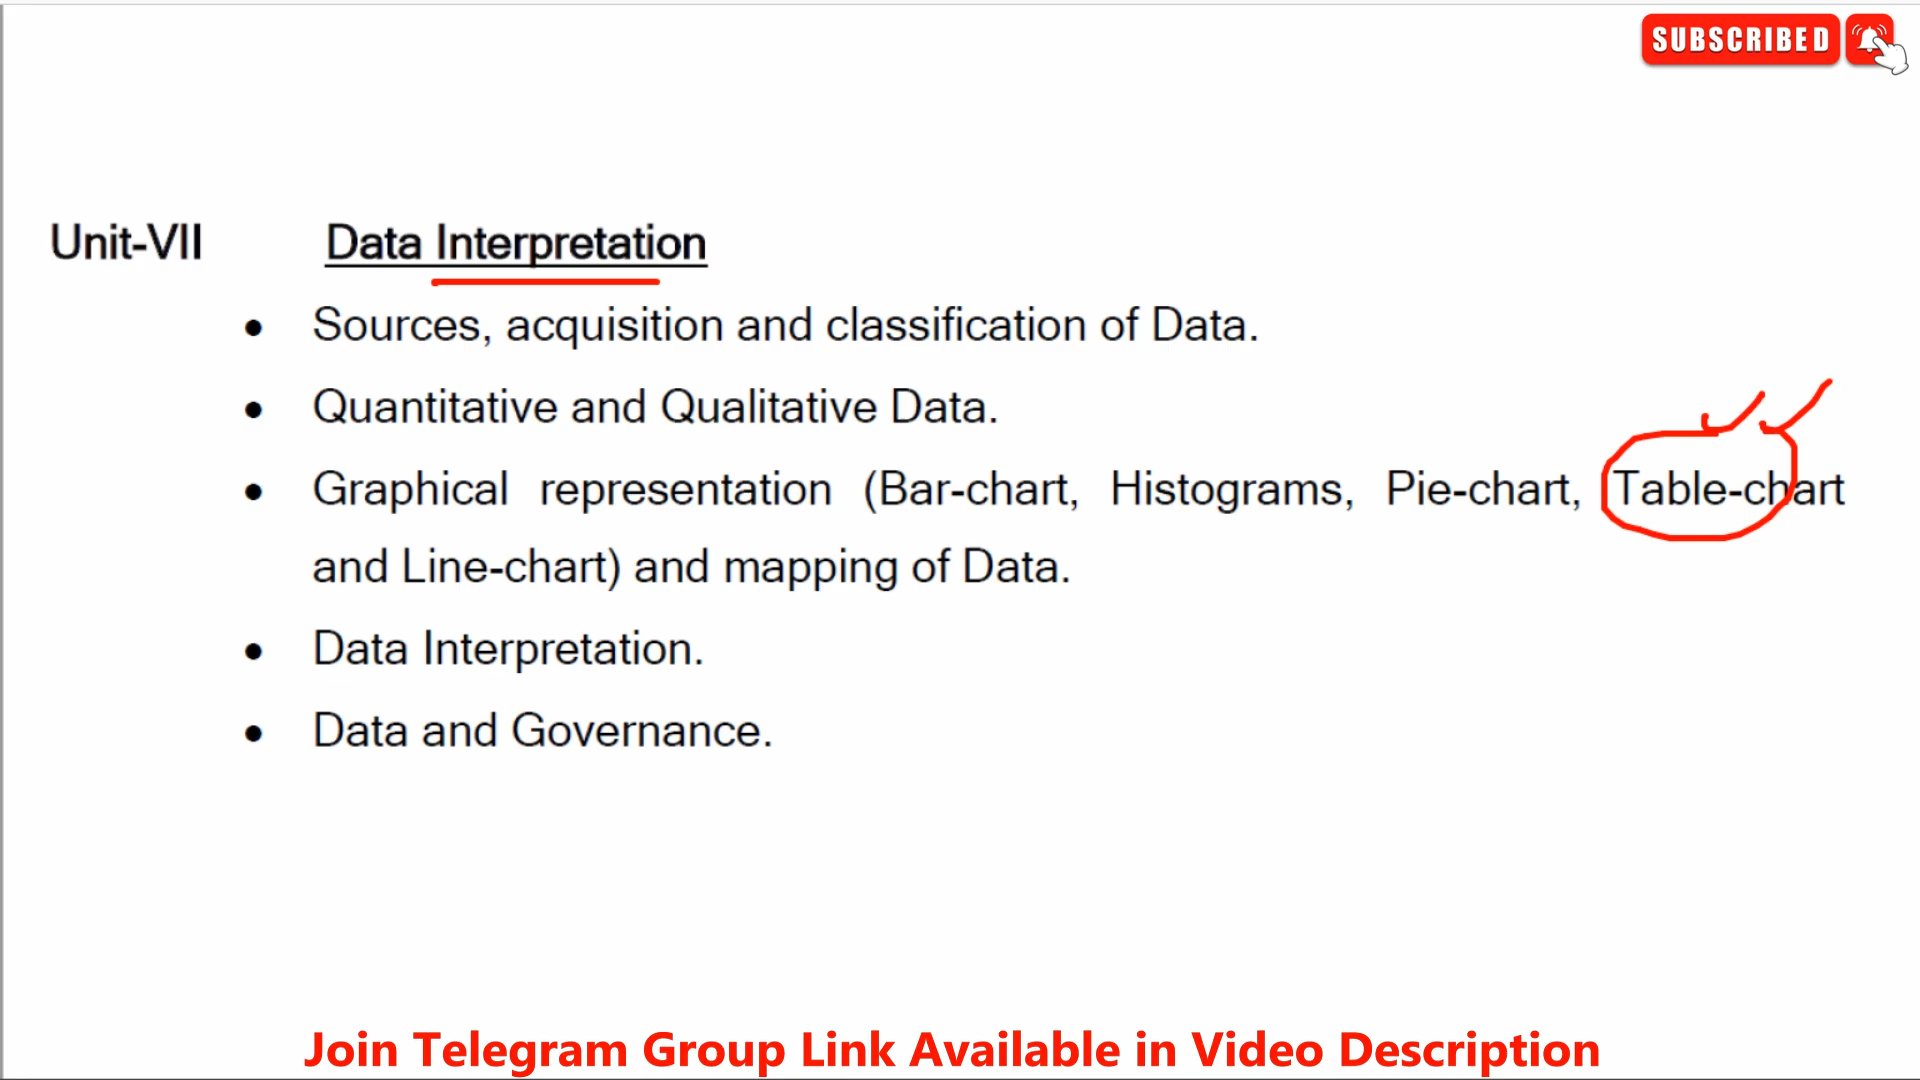 SUBSCRIBED
Unit-VII Data Interpretation
• Sources, acquisition and classification of Data.
• Quantitative and Qualitative Data.
• Graphical representation (Bar-chart, Histograms, Pie-chart, Table-chart
and Line-chart) and mapping of Data.
• Data Interpretation.
• Data and Governance.
Join Telegram Group Link Available in Video Description